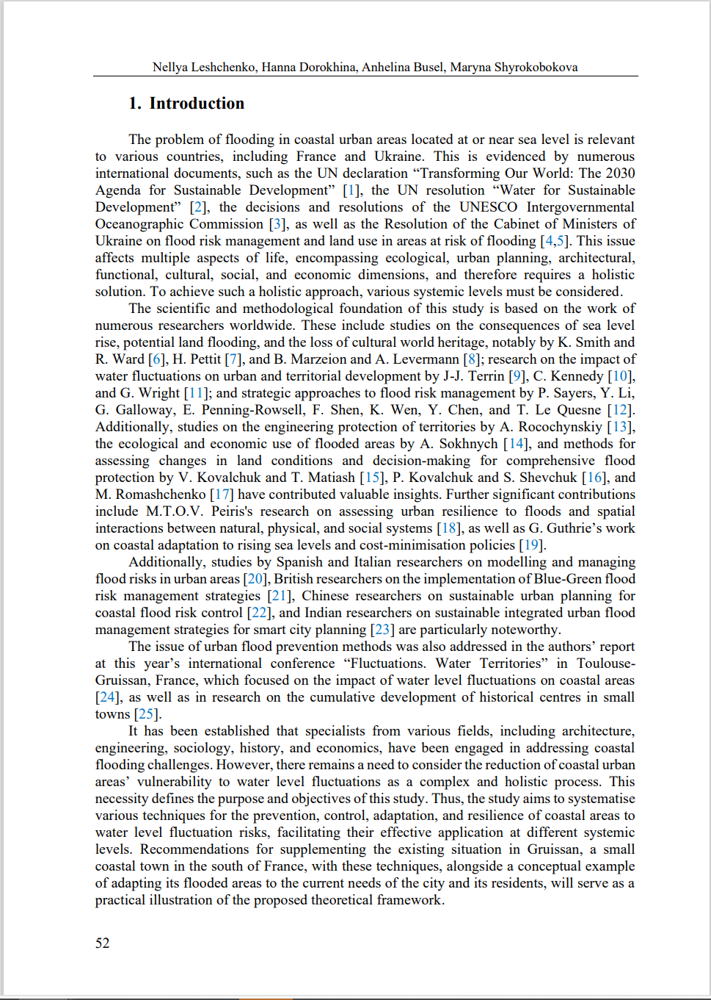 Nellya Leshchenko, Hanna Dorokhina, Anhelina Busel, Maryna Shyrokobokova
1. Introduction
The problem of flooding in coastal urban areas located at or near sea level is relevant
to various countries, including France and Ukraine. This is evidenced by numerous
international documents, such as the UN declaration “Transforming Our World: The 2030
Agenda for Sustainable Development” [1], the UN resolution “Water for Sustainable
Development” [2], the decisions and resolutions of the UNESCO Intergovernmental
Oceanographic Commission [3], as well as the Resolution of the Cabinet of Ministers of
Ukraine on flood risk management and land use in areas at risk of flooding [4,5]. This issue
affects multiple aspects of life, encompassing ecological, urban planning, architectural,
functional, cultural, social, and economic dimensions, and therefore requires a holistic
solution. To achieve such a holistic approach, various systemic levels must be considered.
The scientific and methodological foundation of this study is based on the work of
numerous researchers worldwide. These include studies on the consequences of sea level
rise, potential land flooding, and the loss of cultural world heritage, notably by K. Smith and
R. Ward [6], H. Pettit [7], and B. Marzeion and A. Levermann [8]; research on the impact of
water fluctuations on urban and territorial development by J-J. Terrin [9], C. Kennedy [10],
and G. Wright [11]; and strategic approaches to flood risk management by P. Sayers, Y. Li,
G. Galloway, E. Penning-Rowsell, F. Shen, K. Wen, Y. Chen, and T. Le Quesne [12].
Additionally, studies on the engineering protection of territories by A. Rocochynskiy [13],
the ecological and economic use of flooded areas by A. Sokhnych [14], and methods for
assessing changes in land conditions and decision-making for comprehensive flood
protection by V. Kovalchuk and T. Matiash [15], P. Kovalchuk and S. Shevchuk [16], and
M. Romashchenko [17] have contributed valuable insights. Further significant contributions
include M.T.O.V. Peiris's research on assessing urban resilience to floods and spatial
interactions between natural, physical, and social systems [18], as well as G. Guthrie’s work
on coastal adaptation to rising sea levels and cost-minimisation policies [19].
Additionally, studies by Spanish and Italian researchers on modelling and managing
flood risks in urban areas [20], British researchers on the implementation of Blue-Green flood
risk management strategies [21], Chinese researchers on sustainable urban planning for
coastal flood risk control [22], and Indian researchers on sustainable integrated urban flood
management strategies for smart city planning [23] are particularly noteworthy.
The issue of urban flood prevention methods was also addressed in the authors’ report
at this year’s international conference “Fluctuations. Water Territories” in Toulouse-
Gruissan, France, which focused on the impact of water level fluctuations on coastal areas
[24], as well as in research on the cumulative development of historical centres in small
towns [25].
It has been established that specialists from various fields, including architecture,
engineering, sociology, history, and economics, have been engaged in addressing coastal
flooding challenges. However, there remains a need to consider the reduction of coastal urban
areas’ vulnerability to water level fluctuations as a complex and holistic process. This
necessity defines the purpose and objectives of this study. Thus, the study aims to systematise
various techniques for the prevention, control, adaptation, and resilience of coastal areas to
water level fluctuation risks, facilitating their effective application at different systemic
levels. Recommendations for supplementing the existing situation in Gruissan, a small
coastal town in the south of France, with these techniques, alongside a conceptual example
of adapting its flooded areas to the current needs of the city and its residents, will serve as a
practical illustration of the proposed theoretical framework.
52